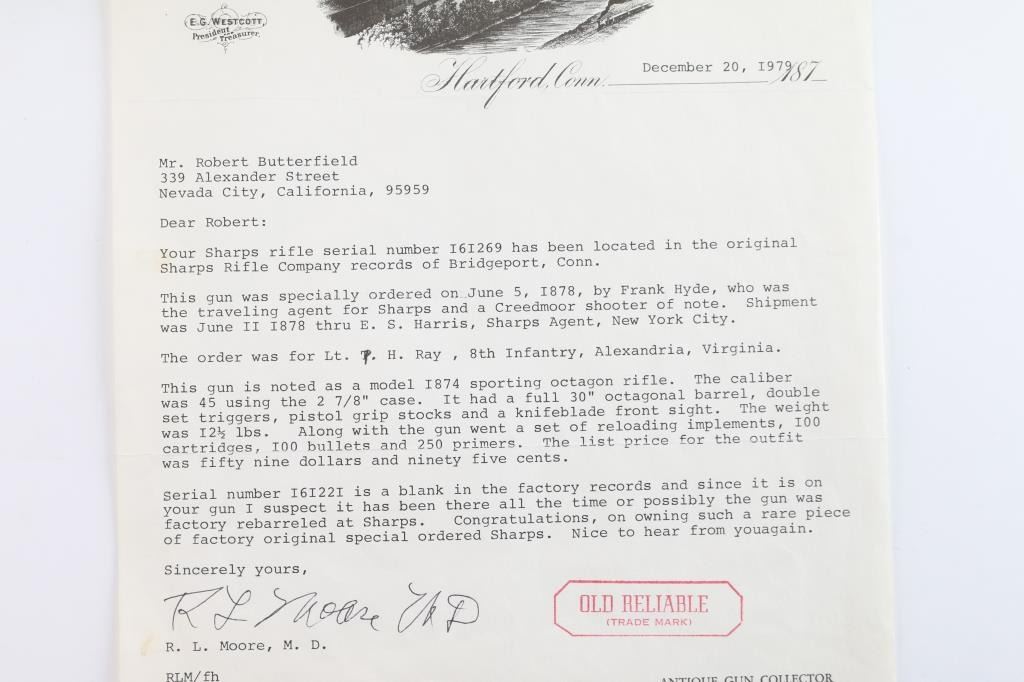 E.G. WESTCOTT,
President
Treasurer.
Hartford, Conn. December 20, I979 187
Mr. Robert Butterfield
339 Alexander Street
Nevada City, California, 95959
Dear Robert:
Your Sharps rifle serial number I6I269 has been located in the original
Sharps Rifle Company records of Bridgeport, Conn.
This gun was specially ordered on June 5, I878, by Frank Hyde, who was
the traveling agent for Sharps and a Creedmoor shooter of note. Shipment
was June II I878 thru E. S. Harris, Sharps Agent, New York City.
The order was for Lt. P. H. Ray , 8th Infantry, Alexandria, Virginia.
This gun is noted as a model I874 sporting octagon rifle. The caliber
was 45 using the 2 7/8" case. It had a full 30" octagonal barrel, double
set triggers, pistol grip stocks and a knifeblade front sight. The weight
was I2½ lbs. Along with the gun went a set of reloading implements, I00
cartridges, I00 bullets and 250 primers. The list price for the outfit
was fifty nine dollars and ninety five cents.
Serial number I6I22I is a blank in the factory records and since it is on
your gun I suspect it has been there all the time or possibly the gun was
factory rebarreled at Sharps. Congratulations, on owning such a rare piece
of factory original special ordered Sharps. Nice to hear from youagain.
Sincerely yours,
R L Moore MD
OLD RELIABLE
(TRADE MARK)
R. L. Moore, M. D.
RLM/fh
ANTIQUE GUN COLLECTOR